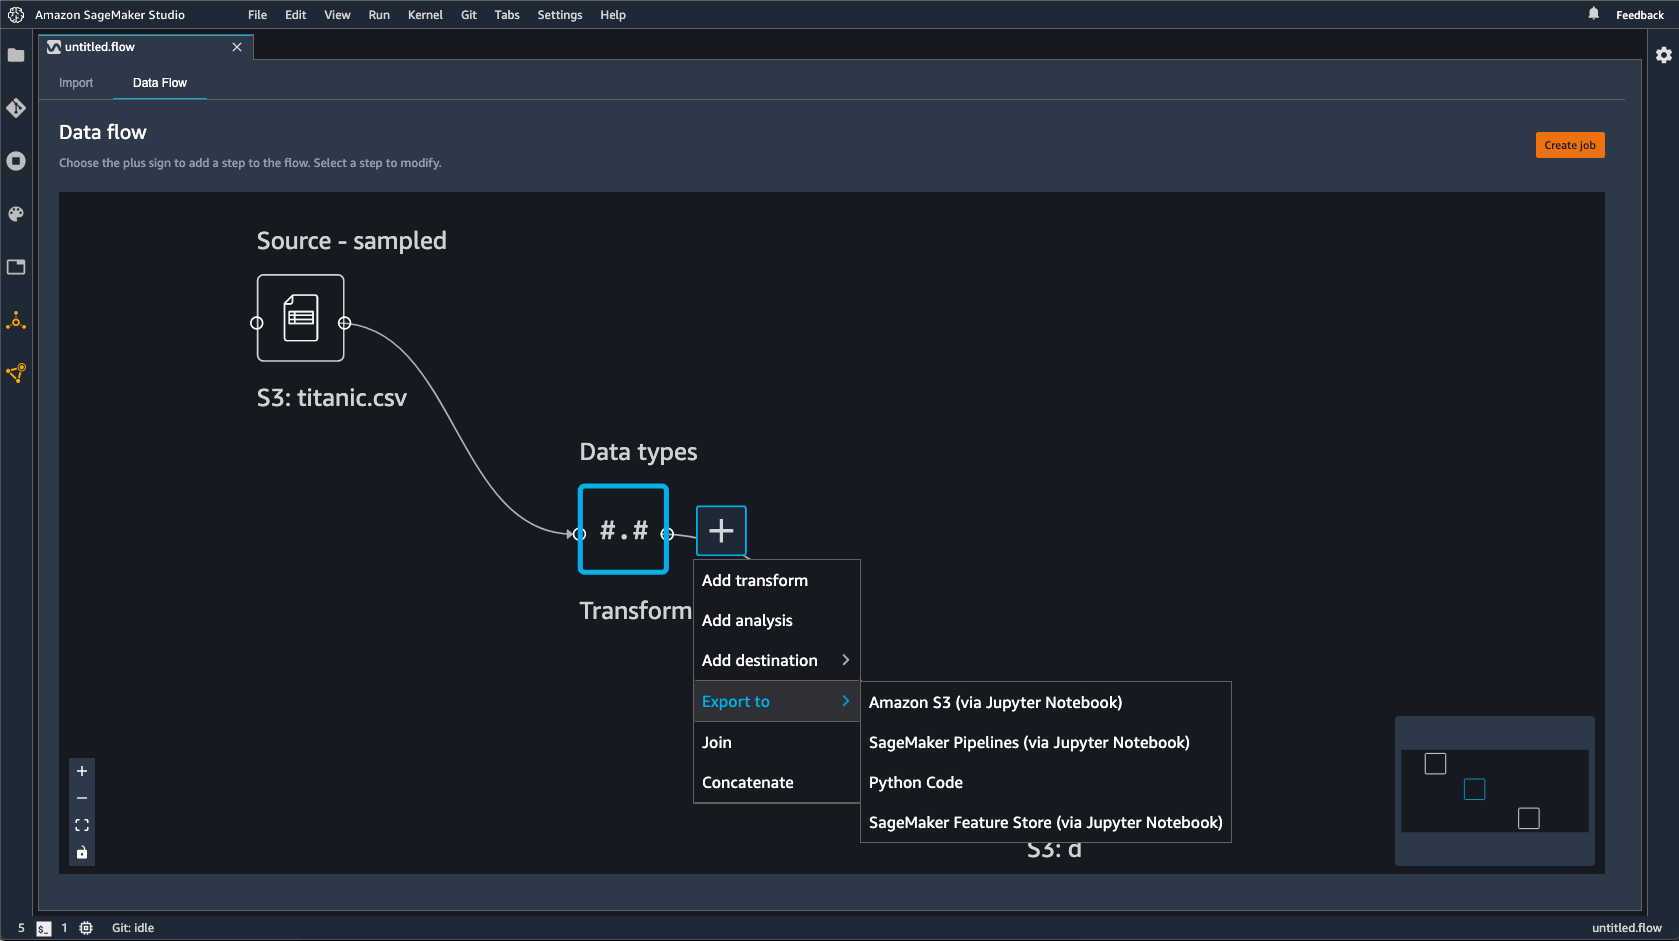 Amazon SageMaker Studio File Edit View Run Kernel Git Tabs Settings Help Feedback
untitled.flow
Import Data Flow
Data flow
Create job
Choose the plus sign to add a step to the flow. Select a step to modify.
Source - sampled
S3: titanic.csv
Data types
#.#
Transform
Add transform
Add analysis
Add destination
Export to
Join
Concatenate
Amazon S3 (via Jupyter Notebook)
SageMaker Pipelines (via Jupyter Notebook)
Python Code
SageMaker Feature Store (via Jupyter Notebook)
S3: d
5 $_ 1 Git: idle untitled.flow